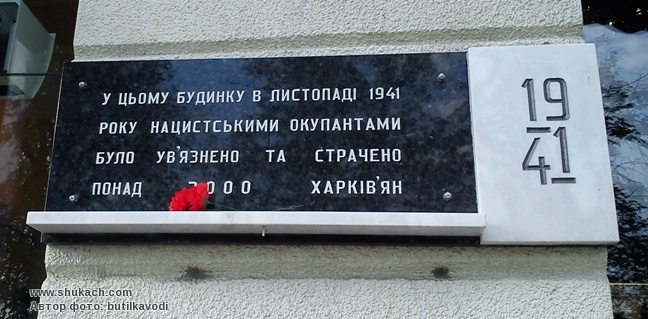 У ЦЬОМУ БУДИНКУ В ЛИСТОПАДІ 1941
РОКУ НАЦИСТСЬКИМИ ОКУПАНТАМИ
БУЛО УВ'ЯЗНЕНО ТА СТРАЧЕНО
ПОНАД ХАРКІВ'ЯН
19
41
www.shukach.com
Автор фото: butilkavodi